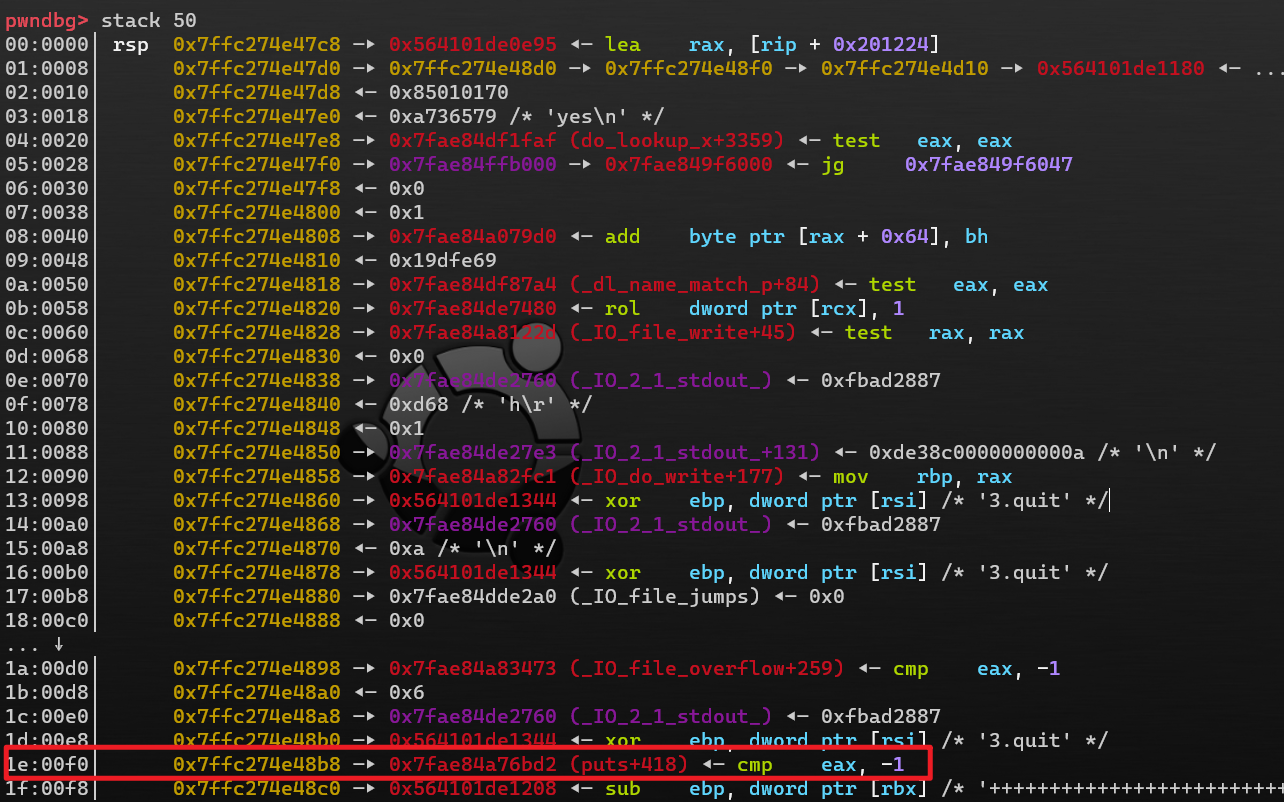 pwndbg> stack 50
00:0000│ rsp 0x7ffc274e47c8 —▸ 0x564101de0e95 ◂— lea rax, [rip + 0x201224]
01:0008│ 0x7ffc274e47d0 —▸ 0x7ffc274e48d0 —▸ 0x7ffc274e48f0 —▸ 0x7ffc274e4d10 —▸ 0x564101de1180 ◂— ...
02:0010│ 0x7ffc274e47d8 ◂— 0x85010170
03:0018│ 0x7ffc274e47e0 ◂— 0xa736579 /* 'yes\n' */
04:0020│ 0x7ffc274e47e8 —▸ 0x7fae84df1faf (do_lookup_x+3359) ◂— test eax, eax
05:0028│ 0x7ffc274e47f0 —▸ 0x7fae84ffb000 —▸ 0x7fae849f6000 ◂— jg 0x7fae849f6047
06:0030│ 0x7ffc274e47f8 ◂— 0x0
07:0038│ 0x7ffc274e4800 ◂— 0x1
08:0040│ 0x7ffc274e4808 —▸ 0x7fae84a079d0 ◂— add byte ptr [rax + 0x64], bh
09:0048│ 0x7ffc274e4810 ◂— 0x19dfe69
0a:0050│ 0x7ffc274e4818 —▸ 0x7fae84df87a4 (_dl_name_match_p+84) ◂— test eax, eax
0b:0058│ 0x7ffc274e4820 —▸ 0x7fae84de7480 ◂— rol dword ptr [rcx], 1
0c:0060│ 0x7ffc274e4828 —▸ 0x7fae84a8122d (_IO_file_write+45) ◂— test rax, rax
0d:0068│ 0x7ffc274e4830 ◂— 0x0
0e:0070│ 0x7ffc274e4838 —▸ 0x7fae84de2760 (_IO_2_1_stdout_) ◂— 0xfbad2887
0f:0078│ 0x7ffc274e4840 ◂— 0xd68 /* 'h\r' */
10:0080│ 0x7ffc274e4848 ◂— 0x1
11:0088│ 0x7ffc274e4850 —▸ 0x7fae84de27e3 (_IO_2_1_stdout_+131) ◂— 0xde38c0000000000a /* '\n' */
12:0090│ 0x7ffc274e4858 —▸ 0x7fae84a82fc1 (_IO_do_write+177) ◂— mov rbp, rax
13:0098│ 0x7ffc274e4860 —▸ 0x564101de1344 ◂— xor ebp, dword ptr [rsi] /* '3.quit' */
14:00a0│ 0x7ffc274e4868 —▸ 0x7fae84de2760 (_IO_2_1_stdout_) ◂— 0xfbad2887
15:00a8│ 0x7ffc274e4870 ◂— 0xa /* '\n' */
16:00b0│ 0x7ffc274e4878 —▸ 0x564101de1344 ◂— xor ebp, dword ptr [rsi] /* '3.quit' */
17:00b8│ 0x7ffc274e4880 —▸ 0x7fae84dde2a0 (_IO_file_jumps) ◂— 0x0
18:00c0│ 0x7ffc274e4888 ◂— 0x0
... ↓
1a:00d0│ 0x7ffc274e4898 —▸ 0x7fae84a83473 (_IO_file_overflow+259) ◂— cmp eax, -1
1b:00d8│ 0x7ffc274e48a0 ◂— 0x6
1c:00e0│ 0x7ffc274e48a8 —▸ 0x7fae84de2760 (_IO_2_1_stdout_) ◂— 0xfbad2887
1d:00e8│ 0x7ffc274e48b0 —▸ 0x564101de1344 ◂— xor ebp, dword ptr [rsi] /* '3.quit' */
1e:00f0│ 0x7ffc274e48b8 —▸ 0x7fae84a76bd2 (puts+418) ◂— cmp eax, -1
1f:00f8│ 0x7ffc274e48c0 —▸ 0x564101de1208 ◂— sub ebp, dword ptr [rbx] /* '++++++++++++++++++++++++